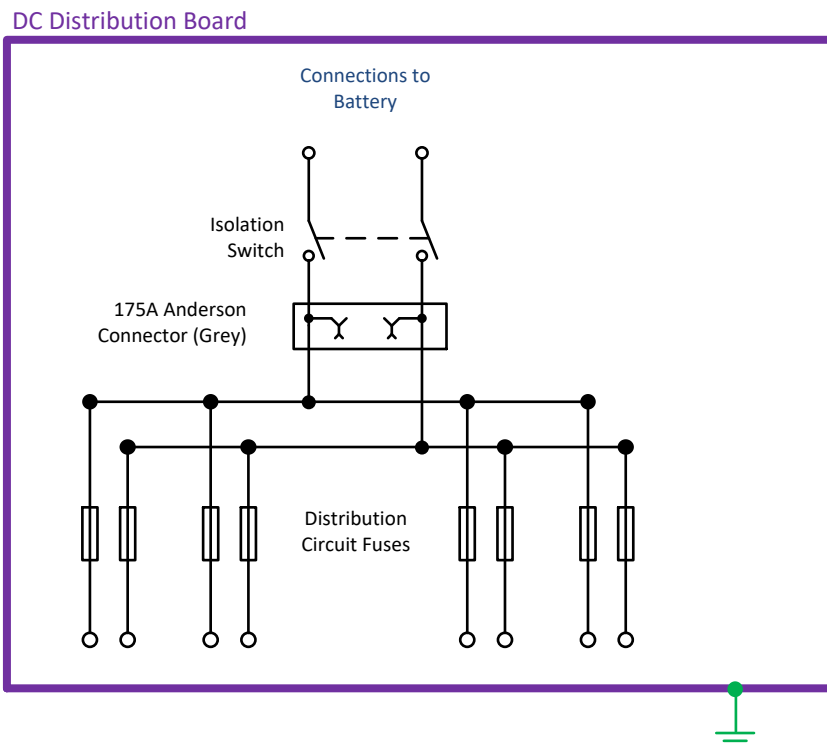 DC Distribution Board
Connections to
Battery
Isolation
Switch
175A Anderson
Connector (Grey)
Distribution
Circuit Fuses